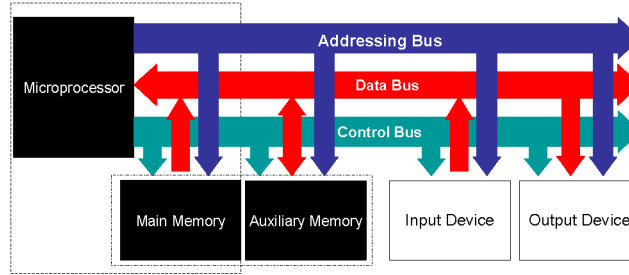 Addressing Bus
Microprocessor
Data Bus
Control Bus
Main Memory
Auxiliary Memory
Input Device
Output Device